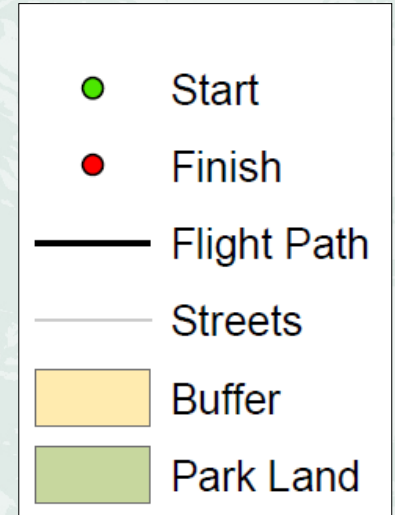 Start
Finish
Flight Path
Streets
Buffer
Park Land